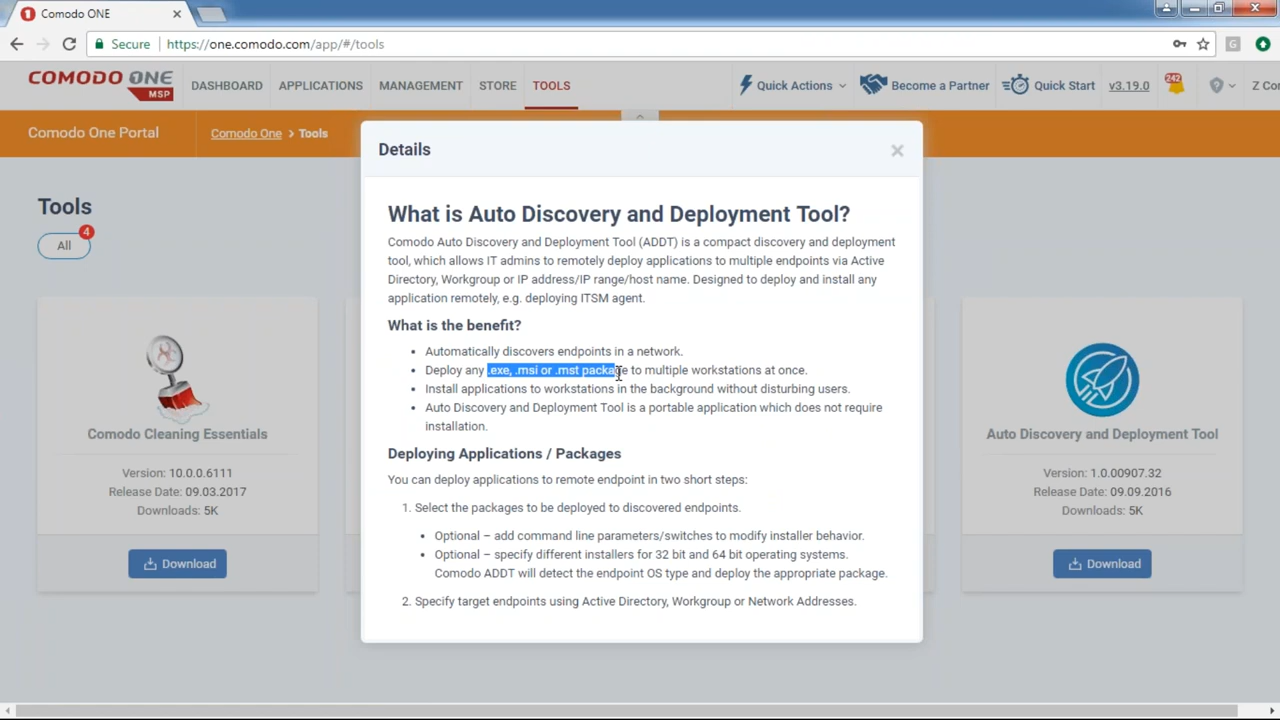 Comodo ONE
Secure https://one.comodo.com/app/#/tools
G
COMODO ONE
MSP
DASHBOARD APPLICATIONS MANAGEMENT STORE TOOLS
Quick Actions Become a Partner Quick Start v3.19.0 242
Comodo One Portal Comodo One > Tools
Tools
All 4
Details
What is Auto Discovery and Deployment Tool?
Comodo Auto Discovery and Deployment Tool (ADDT) is a compact discovery and deployment
tool, which allows IT admins to remotely deploy applications to multiple endpoints via Active
Directory, Workgroup or IP address/IP range/host name. Designed to deploy and install any
application remotely, e.g. deploying ITSM agent.
What is the benefit?
• Automatically discovers endpoints in a network.
• Deploy any .exe, .msi or .mst package to multiple workstations at once.
• Install applications to workstations in the background without disturbing users.
• Auto Discovery and Deployment Tool is a portable application which does not require
installation.
Deploying Applications / Packages
You can deploy applications to remote endpoint in two short steps:
1. Select the packages to be deployed to discovered endpoints.
• Optional – add command line parameters/switches to modify installer behavior.
• Optional – specify different installers for 32 bit and 64 bit operating systems.
Comodo ADDT will detect the endpoint OS type and deploy the appropriate package.
2. Specify target endpoints using Active Directory, Workgroup or Network Addresses.
Comodo Cleaning Essentials
Version: 10.0.0.6111
Release Date: 09.03.2017
Downloads: 5K
Download
Auto Discovery and Deployment Tool
Version: 1.0.00907.32
Release Date: 09.09.2016
Downloads: 5K
Download